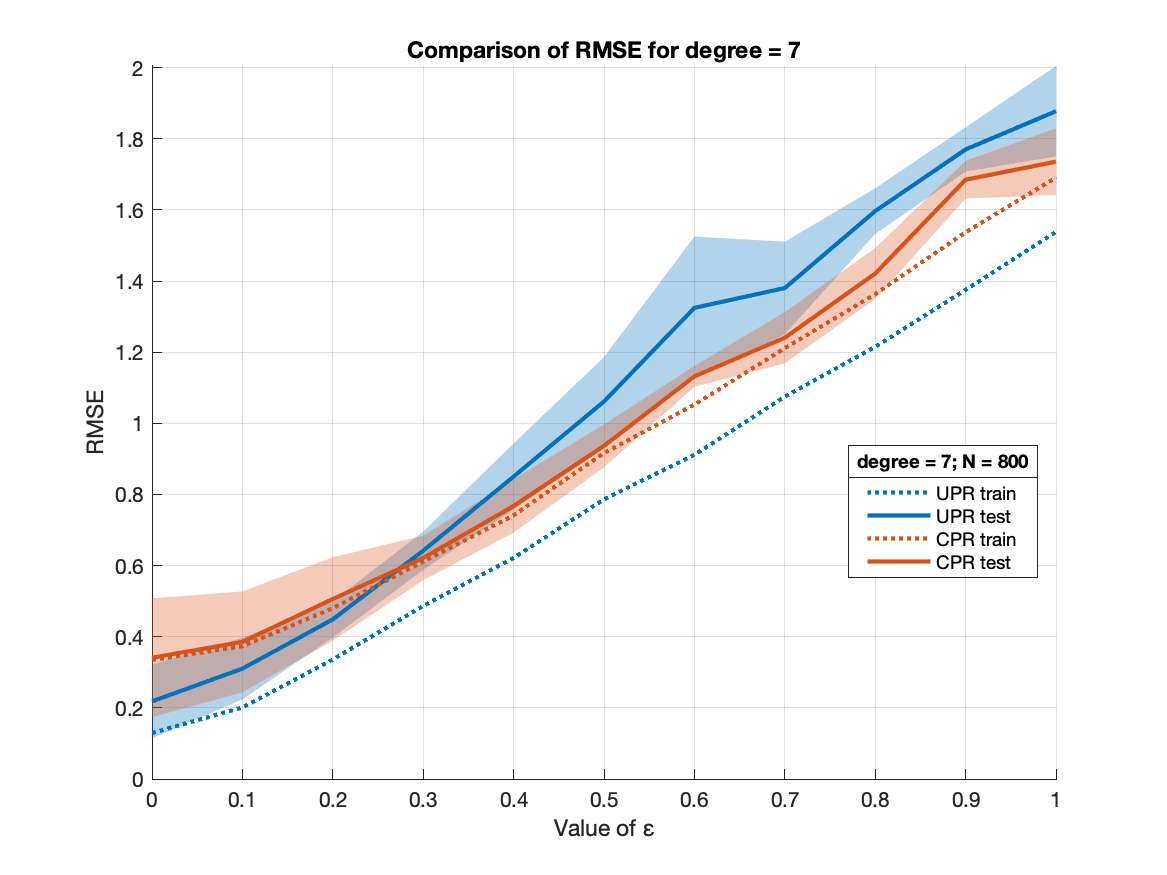 Comparison of RMSE for degree = 7
2
1.8
1.6
1.4
1.2
1
0.8
0.6
0.4
0.2
0
RMSE
degree = 7; N = 800
UPR train
UPR test
CPR train
CPR test
0 0.1 0.2 0.3 0.4 0.5 0.6 0.7 0.8 0.9 1
Value of ε